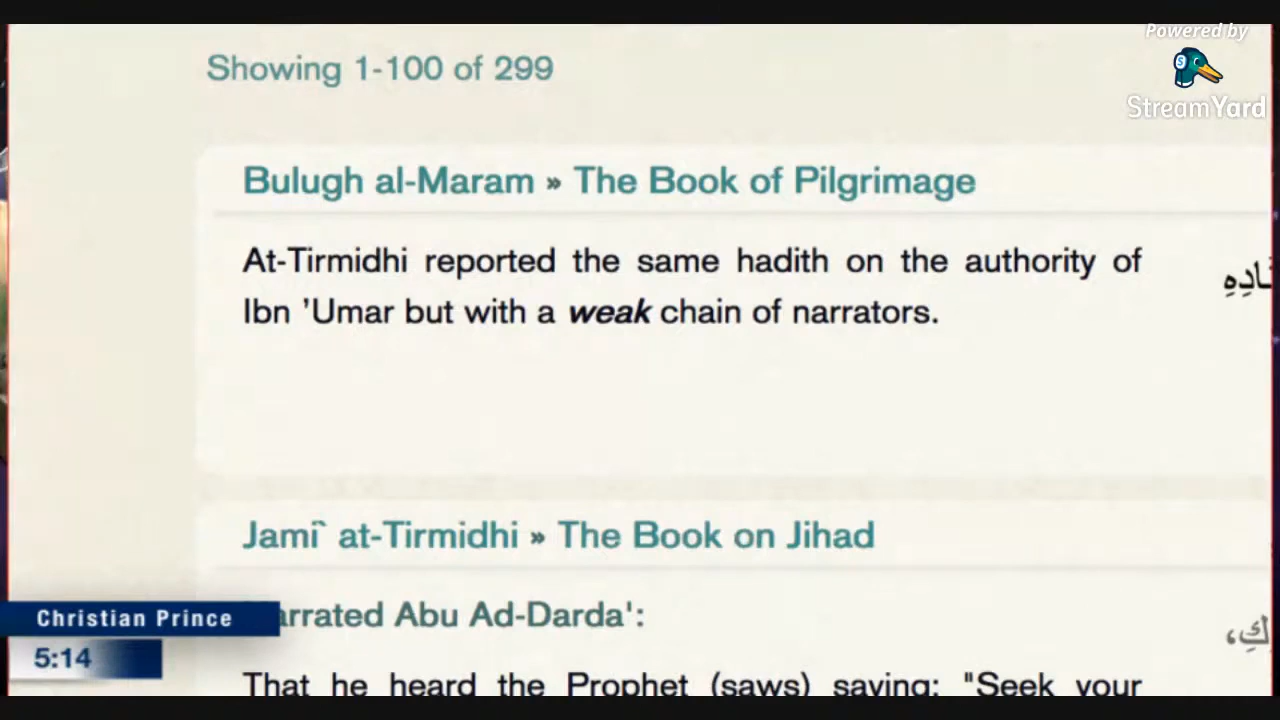 Powered by
StreamYard
Showing 1-100 of 299
Bulugh al-Maram » The Book of Pilgrimage
At-Tirmidhi reported the same hadith on the authority of
Ibn 'Umar but with a weak chain of narrators.
نَادِهِ
Jami` at-Tirmidhi » The Book on Jihad
arrated Abu Ad-Darda':
That he heard the Prophet (saws) saying: "Seek your
Christian Prince
5:14